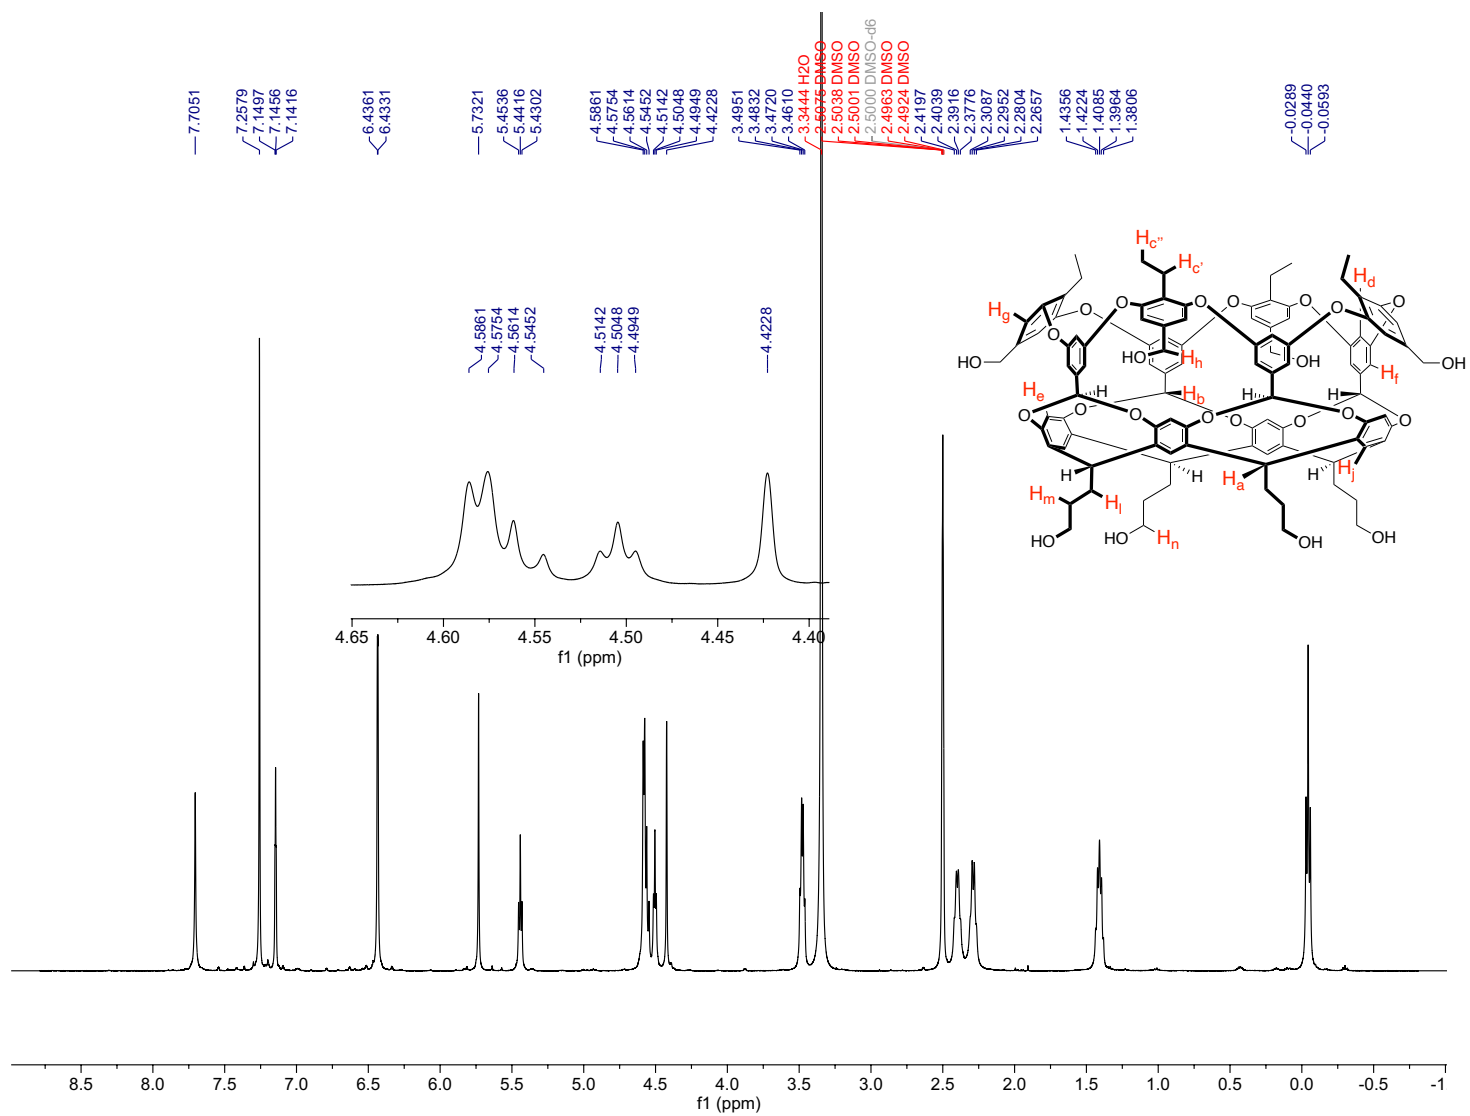 7.7051
7.2579
7.1497
7.1456
7.1416
6.4361
6.4331
5.7321
5.4536
5.4416
5.4302
4.5861
4.5754
4.5614
4.5452
4.5142
4.5048
4.4949
4.4228
3.4951
3.4832
3.4720
3.4610
3.3444 H2O
2.5075 DMSO
2.5038 DMSO
2.5001 DMSO
2.5000 DMSO-d6
2.4963 DMSO
2.4924 DMSO
2.4197
2.4039
2.3916
2.3776
2.3087
2.2952
2.2804
2.2657
1.4356
1.4224
1.4085
1.3964
1.3806
-0.0289
-0.0440
-0.0593
4.5861
4.5754
4.5614
4.5452
4.5142
4.5048
4.4949
4.4228
4.65 4.60 4.55 4.50 4.45 4.40
f1 (ppm)
Hc''
Hc'
Hd
O O O O O O
Hg
O O
HO HO Hh OH OH
Hf
He H Hb H H
O O O O O O O O
H H Ha H Hj
Hm Hl
HO HO Hn OH OH
8.5 8.0 7.5 7.0 6.5 6.0 5.5 5.0 4.5 4.0 3.5 3.0 2.5 2.0 1.5 1.0 0.5 0.0 -0.5 -1
f1 (ppm)